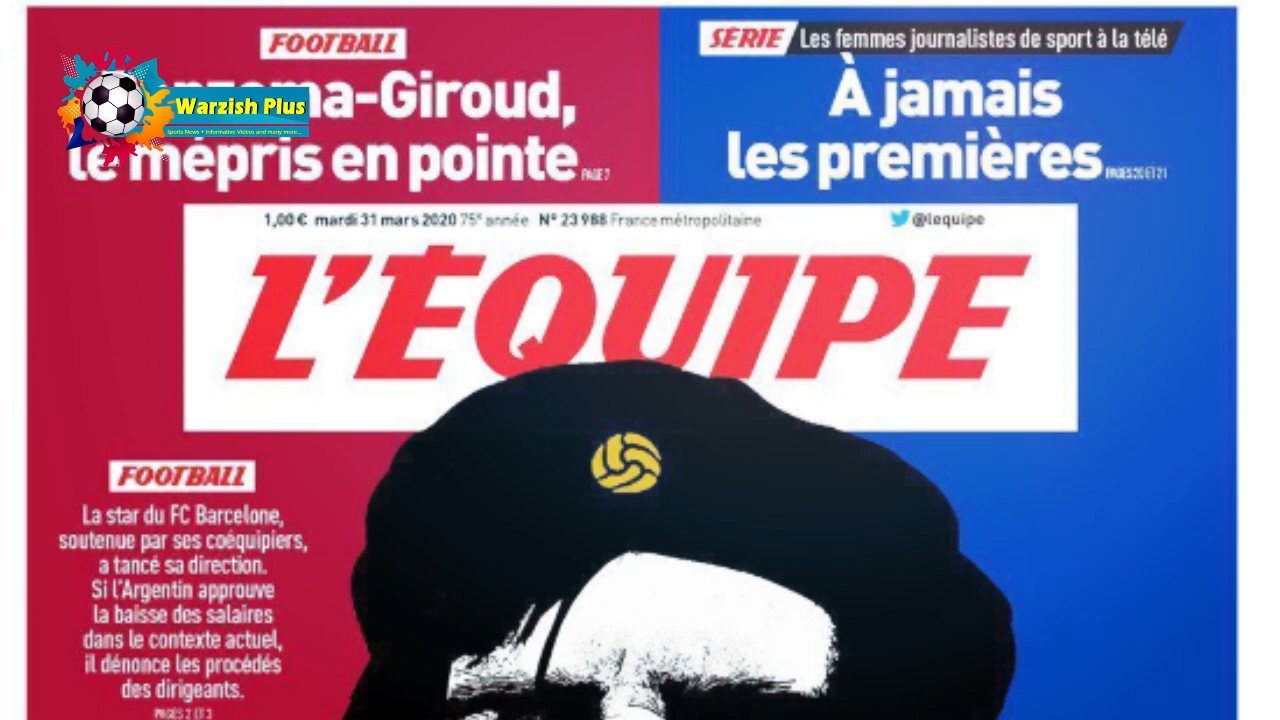 FOOTBALL
-Giroud,
le mépris en pointe PAGE 7
SÉRIE Les femmes journalistes de sport à la télé
À jamais
les premières PAGES 20 ET 21
Warzish Plus
Sports News + Informative Videos and many more...
1,00 € mardi 31 mars 2020 75e année N° 23 988 France métropolitaine
@lequipe
L'ÉQUIPE
FOOTBALL
La star du FC Barcelone,
soutenue par ses coéquipiers,
a tancé sa direction.
Si l'Argentin approuve
la baisse des salaires
dans le contexte actuel,
il dénonce les procédés
des dirigeants.
PAGES 2 ET 3